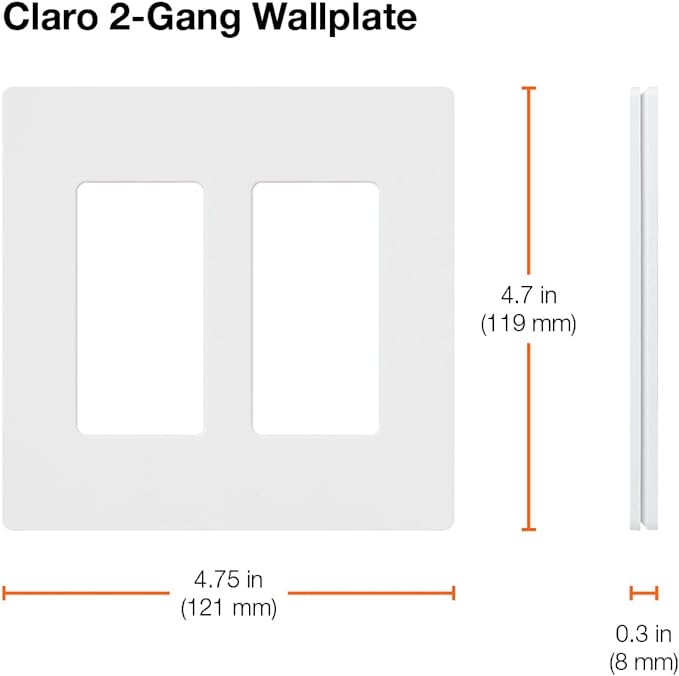 Claro 2-Gang Wallplate
4.7 in
(119 mm)
4.75 in
(121 mm)
0.3 in
(8 mm)